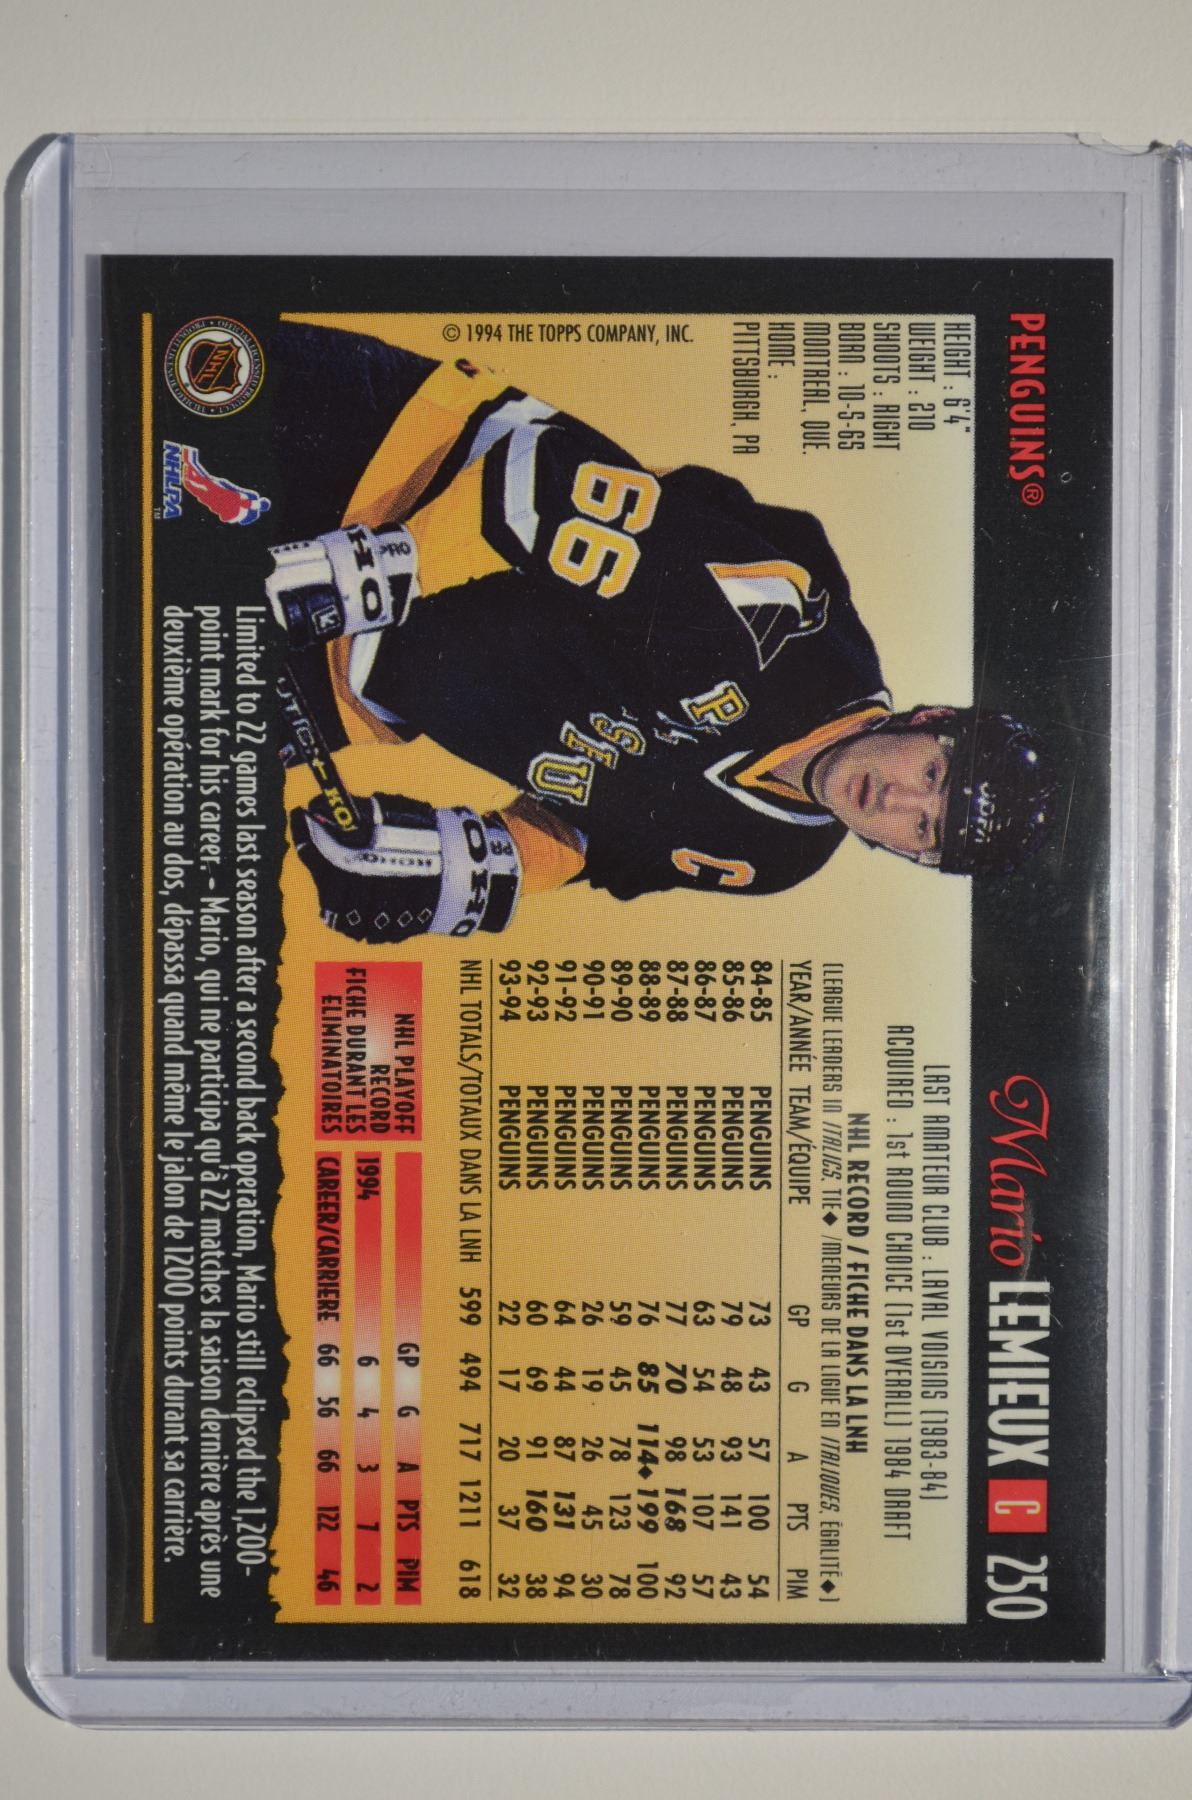 PENGUINS®
Mario LEMIEUX C 250
HEIGHT : 6'4"
WEIGHT : 210
SHOOTS : RIGHT
BORN : 10-5-65
MONTREAL, QUE.
HOME :
PITTSBURGH, PA
© 1994 THE TOPPS COMPANY, INC.
66
P
C
LAST AMATEUR CLUB : LAVAL VOISINS (1983-84)
ACQUIRED : 1st ROUND CHOICE (1st OVERALL) 1984 DRAFT
NHL RECORD / FICHE DANS LA LNH
(LEAGUE LEADERS IN ITALICS, TIE◆ /MENEURS DE LA LIGUE EN ITALIQUES, ÉGALITÉ◆)
YEAR/ANNÉE TEAM/ÉQUIPE GP G A PTS PIM
84-85 PENGUINS 73 43 57 100 54
85-86 PENGUINS 79 48 93 141 43
86-87 PENGUINS 63 54 53 107 57
87-88 PENGUINS 77 70 98 168 92
88-89 PENGUINS 76 85 114◆ 199 100
89-90 PENGUINS 59 45 78 123 78
90-91 PENGUINS 26 19 26 45 30
91-92 PENGUINS 64 44 87 131 94
92-93 PENGUINS 60 69 91 160 38
93-94 PENGUINS 22 17 20 37 32
NHL TOTALS/TOTAUX DANS LA LNH 599 494 717 1211 618
NHL PLAYOFF
RECORD
FICHE DURANT LES
ÉLIMINATOIRES
GP G A PTS PIM
1994 6 4 3 7 2
CAREER/CARRIERE 66 56 66 122 46
Limited to 22 games last season after a second back operation, Mario still eclipsed the 1,200-
point mark for his career. - Mario, qui ne participa qu'à 22 matches la saison dernière après une
deuxième opération au dos, dépassa quand même le jalon de 1200 points durant sa carrière.
NHL
NHLPA
TM